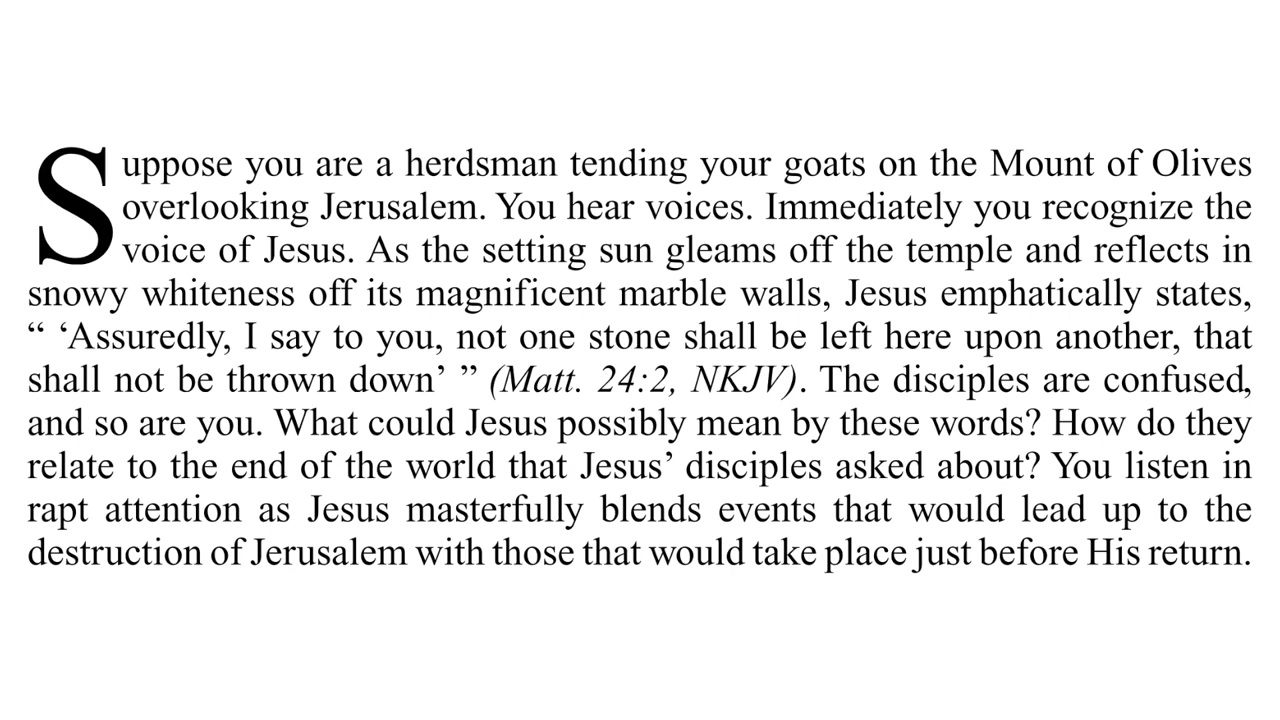 Suppose you are a herdsman tending your goats on the Mount of Olives
overlooking Jerusalem. You hear voices. Immediately you recognize the
voice of Jesus. As the setting sun gleams off the temple and reflects in
snowy whiteness off its magnificent marble walls, Jesus emphatically states,
“ ‘Assuredly, I say to you, not one stone shall be left here upon another, that
shall not be thrown down’ ” (Matt. 24:2, NKJV). The disciples are confused,
and so are you. What could Jesus possibly mean by these words? How do they
relate to the end of the world that Jesus’ disciples asked about? You listen in
rapt attention as Jesus masterfully blends events that would lead up to the
destruction of Jerusalem with those that would take place just before His return.